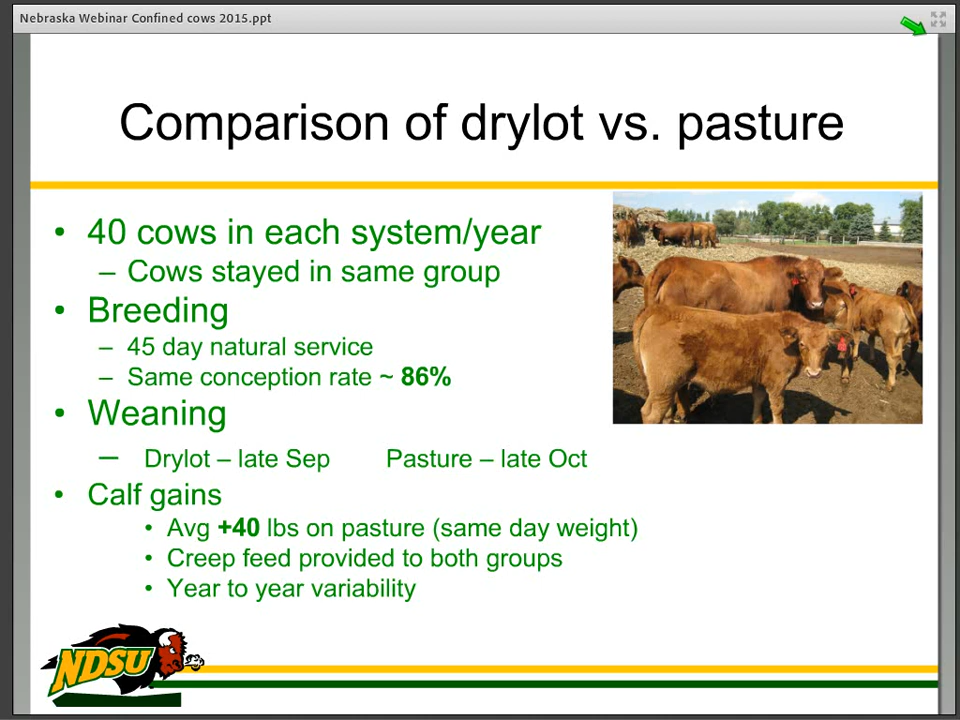 Nebraska Webinar Confined cows 2015.ppt
Comparison of drylot vs. pasture
• 40 cows in each system/year
– Cows stayed in same group
• Breeding
– 45 day natural service
– Same conception rate ~ 86%
• Weaning
– Drylot – late Sep Pasture – late Oct
• Calf gains
• Avg +40 lbs on pasture (same day weight)
• Creep feed provided to both groups
• Year to year variability
NDSU